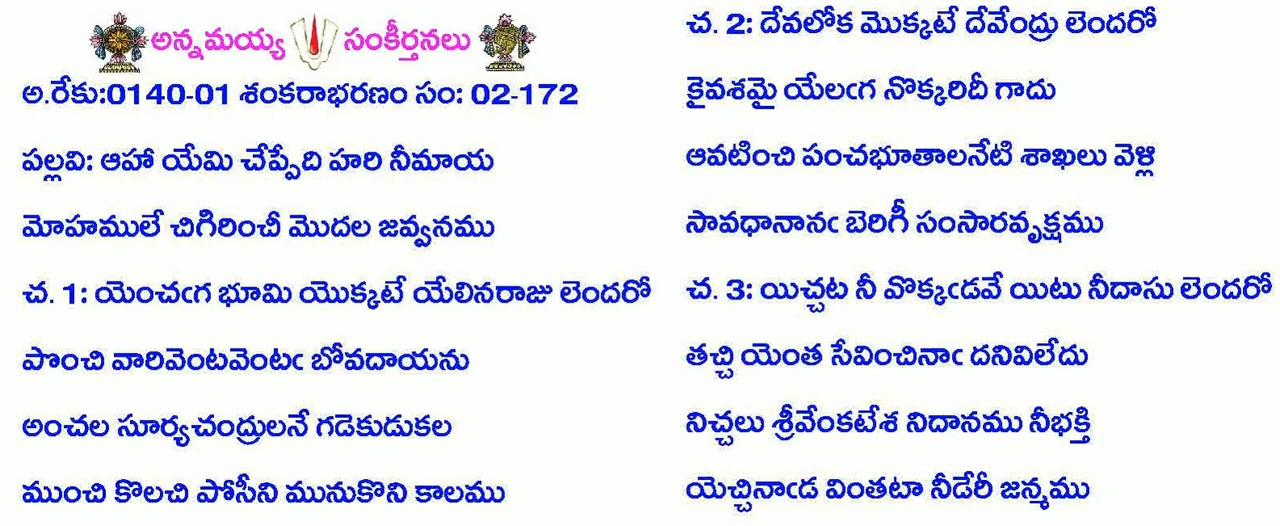 అన్నమయ్య సంకీర్తనలు
అ.రేకు:0140-01 శంకరాభరణం సం: 02-172
పల్లవి: ఆహా యేమి చేప్పేది హరి నీమాయ
మోహములే చిగిరించీ మొదల జవ్వనము
చ. 1: యెంచఁగ భూమి యొక్కటే యేలినరాజు లెందరో
పొంచి వారివెంటవెంటఁ బోవదాయను
అంచల సూర్యచంద్రులనే గడెకుడుకల
ముంచి కొలచి పోసీని మునుకొని కాలము
చ. 2: దేవలోక మొక్కటే దేవేంద్రు లెందరో
కైవశమై యేలఁగ నొక్కరిదీ గాదు
ఆవటించి పంచభూతాలనేటి శాఖలు వెళ్లి
సావధానానఁ బెరిగీ సంసారవృక్షము
చ. 3: యిచ్చట నీ వొక్కఁడవే యిటు నీదాసు లెందరో
తచ్చి యెంత సేవించినాఁ దనివిలేదు
నిచ్చలు శ్రీవేంకటేశ నిదానము నీభక్తి
యెచ్చినాఁడ వింతటా నీడేరీ జన్మము